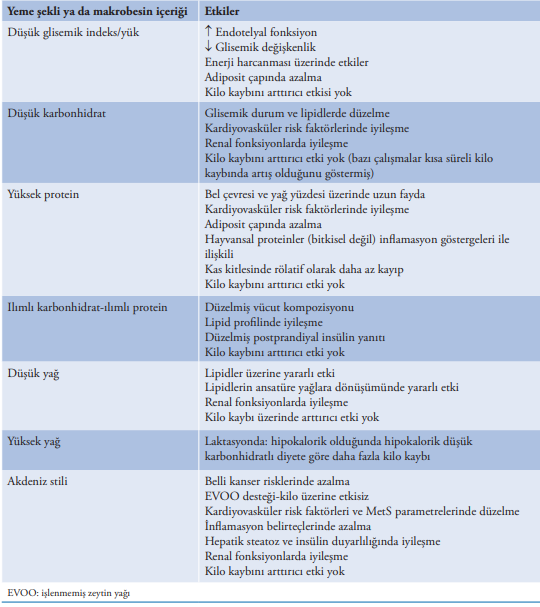 Yeme şekli ya da makrobesin içeriği Etkiler
Düşük glisemik indeks/yük ↑ Endotelyal fonksiyon
↓ Glisemik değişkenlik
Enerji harcanması üzerinde etkiler
Adiposit çapında azalma
Kilo kaybını arttırıcı etkisi yok
Düşük karbonhidrat Glisemik durum ve lipidlerde düzelme
Kardiyovasküler risk faktörlerinde iyileşme
Renal fonksiyonlarda iyileşme
Kilo kaybını arttırıcı etki yok (bazı çalışmalar kısa süreli kilo
kaybında artış olduğunu göstermiş)
Yüksek protein Bel çevresi ve yağ yüzdesi üzerinde uzun fayda
Kardiyovasküler risk faktörlerinde iyileşme
Adiposit çapında azalma
Hayvansal proteinler (bitkisel değil) inflamasyon göstergeleri ile
ilişkili
Kas kitlesinde rölatif olarak daha az kayıp
Kilo kaybını arttırıcı etki yok
Ilımlı karbonhidrat-ılımlı protein Düzelmiş vücut kompozisyonu
Lipid profilinde iyileşme
Düzelmiş postprandiyal insülin yanıtı
Kilo kaybını arttırıcı etki yok
Düşük yağ Lipidler üzerine yararlı etki
Lipidlerin ansatüre yağlara dönüşümünde yararlı etki
Renal fonksiyonlarda iyileşme
Kilo kaybı üzerinde arttırıcı etki yok
Yüksek yağ Laktasyonda: hipokalorik olduğunda hipokalorik düşük
karbonhidratlı diyete göre daha fazla kilo kaybı
Akdeniz stili Belli kanser risklerinde azalma
EVOO desteği-kilo üzerine etkisiz
Kardiyovasküler risk faktörleri ve MetS parametrelerinde düzelme
İnflamasyon belirteçlerinde azalma
Hepatik steatoz ve insülin duyarlılığında iyileşme
Renal fonksiyonlarda iyileşme
Kilo kaybını arttırıcı etki yok
EVOO: işlenmemiş zeytin yağı